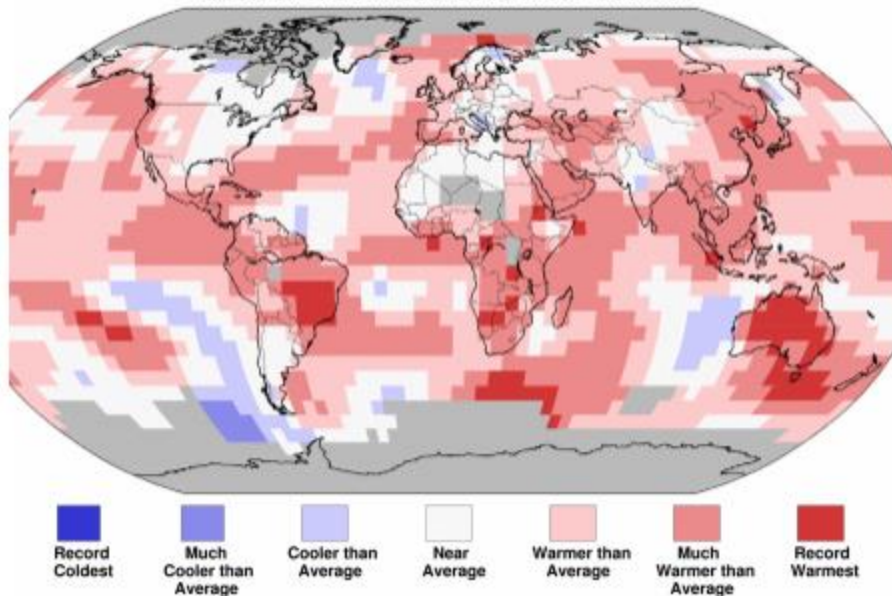 Record
Coldest
Much
Cooler than
Average
Cooler than
Average
Near
Average
Warmer than
Average
Much
Warmer than
Average
Record
Warmest